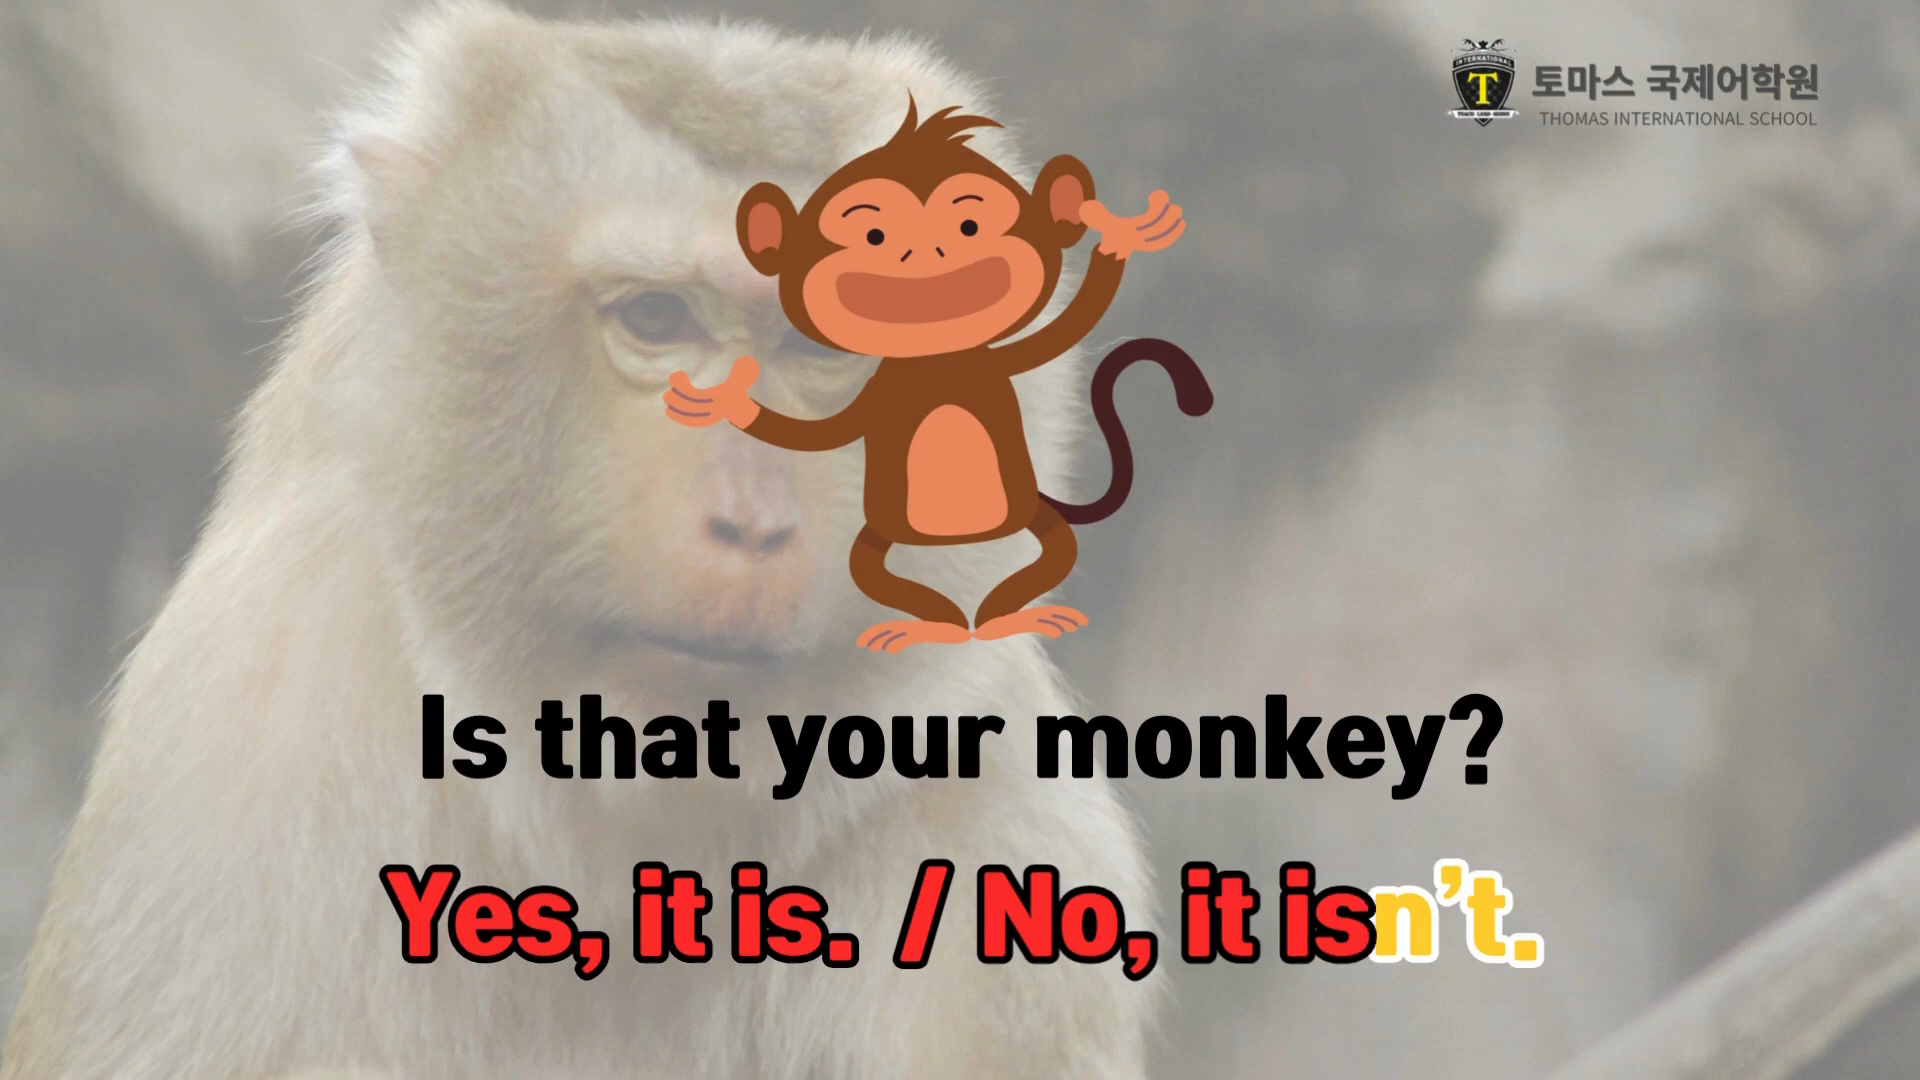 INTERNATIONAL
T
토마스 국제어학원
THOMAS INTERNATIONAL SCHOOL
Is that your monkey?
Yes, it is. / No, it isn’t.